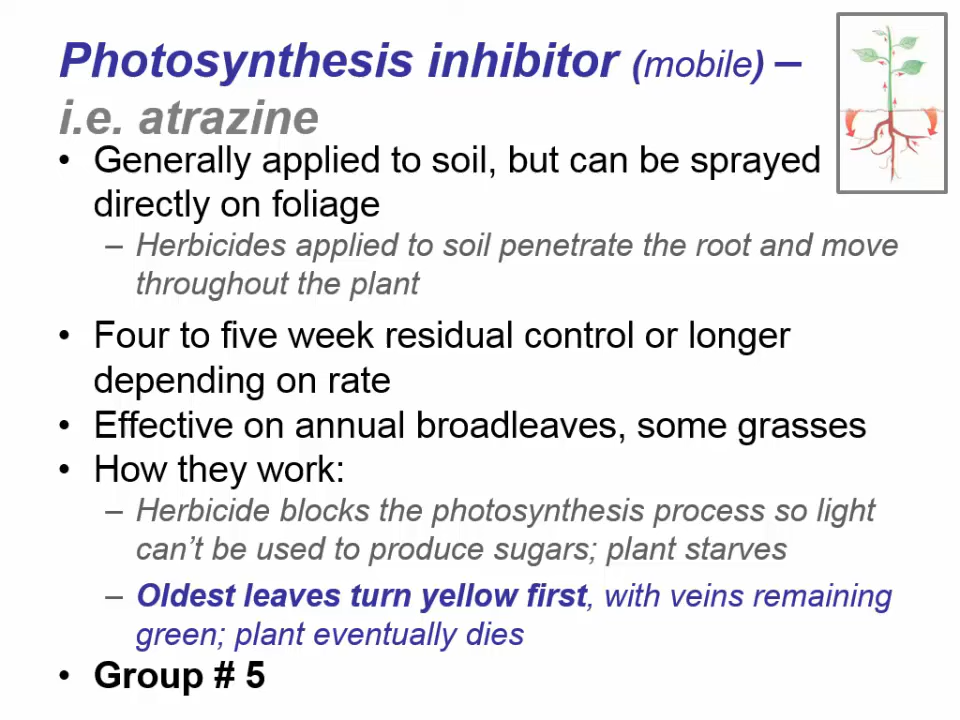 Photosynthesis inhibitor (mobile) –
i.e. atrazine
• Generally applied to soil, but can be sprayed
directly on foliage
– Herbicides applied to soil penetrate the root and move
throughout the plant
• Four to five week residual control or longer
depending on rate
• Effective on annual broadleaves, some grasses
• How they work:
– Herbicide blocks the photosynthesis process so light
can't be used to produce sugars; plant starves
– Oldest leaves turn yellow first, with veins remaining
green; plant eventually dies
• Group # 5